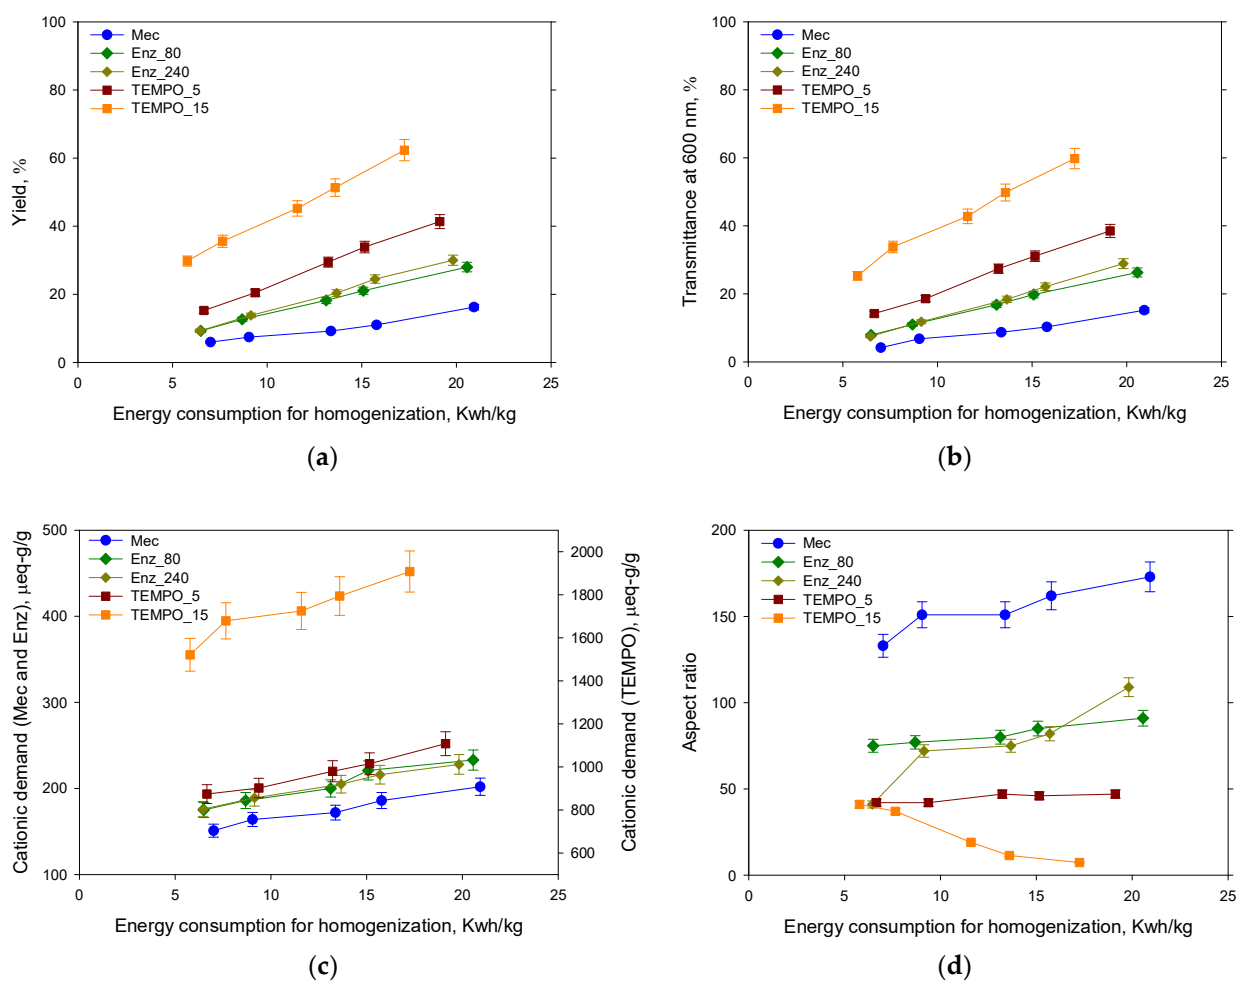 Yield, %
100
80
60
40
20
0
Mec
Enz_80
Enz_240
TEMPO_5
TEMPO_15
0 5 10 15 20 25
Energy consumption for homogenization, Kwh/kg
(a)
Transmittance at 600 nm, %
100
80
60
40
20
0
Mec
Enz_80
Enz_240
TEMPO_5
TEMPO_15
0 5 10 15 20 25
Energy consumption for homogenization, Kwh/kg
(b)
Cationic demand (Mec and Enz), μeq-g/g
500
400
300
200
100
Mec
Enz_80
Enz_240
TEMPO_5
TEMPO_15
2000
1800
1600
1400
1200
1000
800
600
Cationic demand (TEMPO), μeq-g/g
0 5 10 15 20 25
Energy consumption for homogenization, Kwh/kg
(c)
Aspect ratio
200
150
100
50
0
Mec
Enz_80
Enz_240
TEMPO_5
TEMPO_15
0 5 10 15 20 25
Energy consumption for homogenization, Kwh/kg
(d)